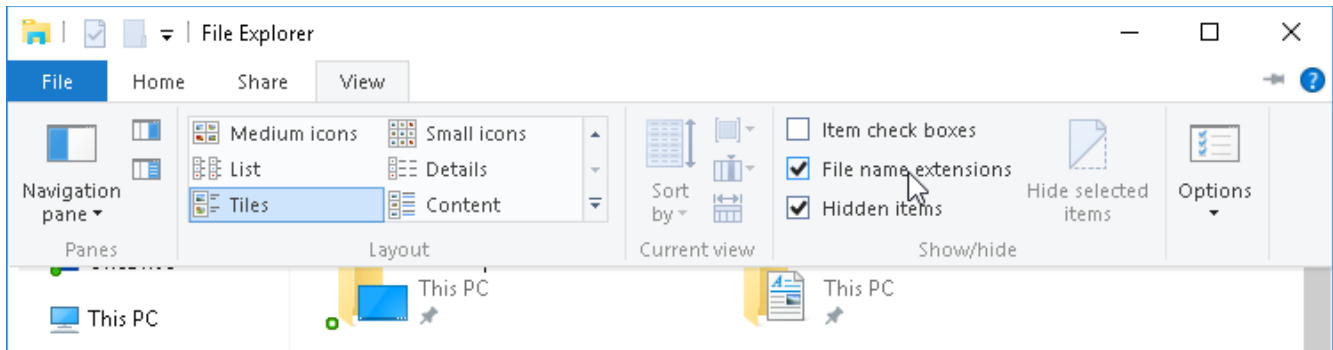 File Explorer
File Home Share View
Medium icons Small icons
List Details
Tiles Content
Navigation
pane
Panes
Layout
Sort
by
Current view
Item check boxes
File name extensions
Hidden items
Hide selected
items
Show/hide
Options
This PC
This PC
This PC